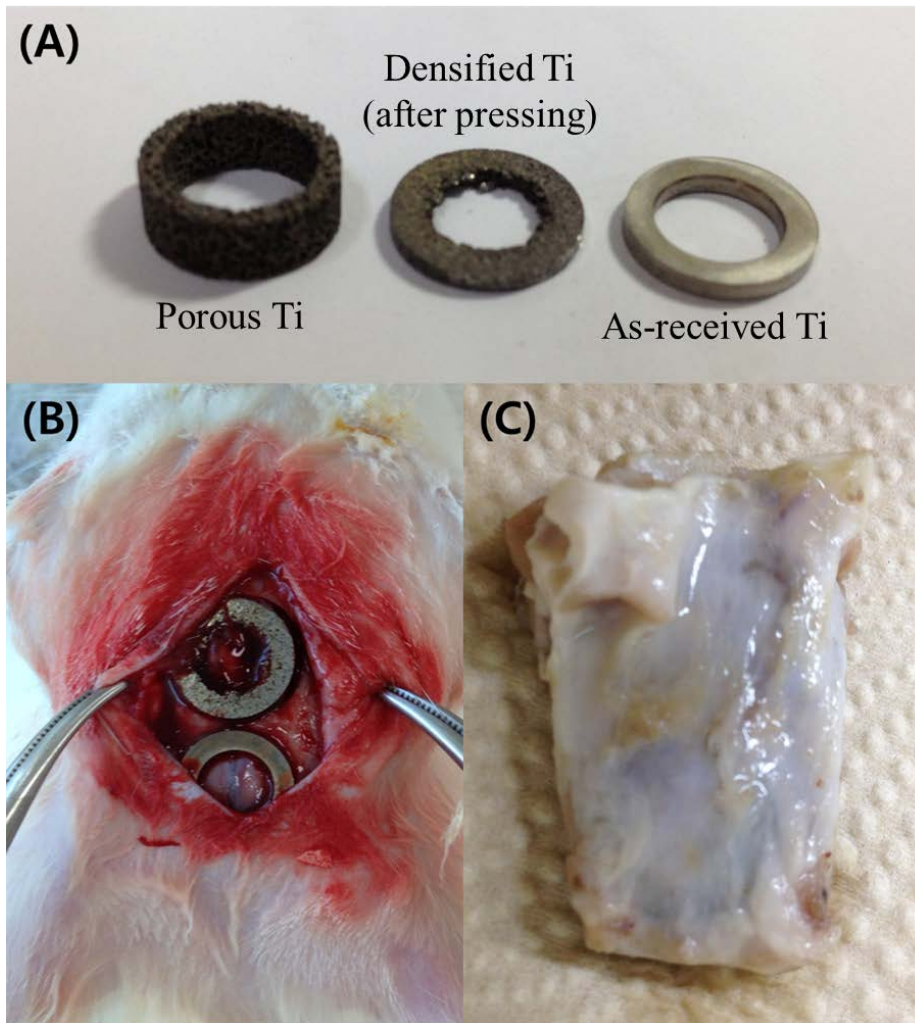 (A)
Densified Ti
(after pressing)
Porous Ti
As-received Ti
(B)
(C)